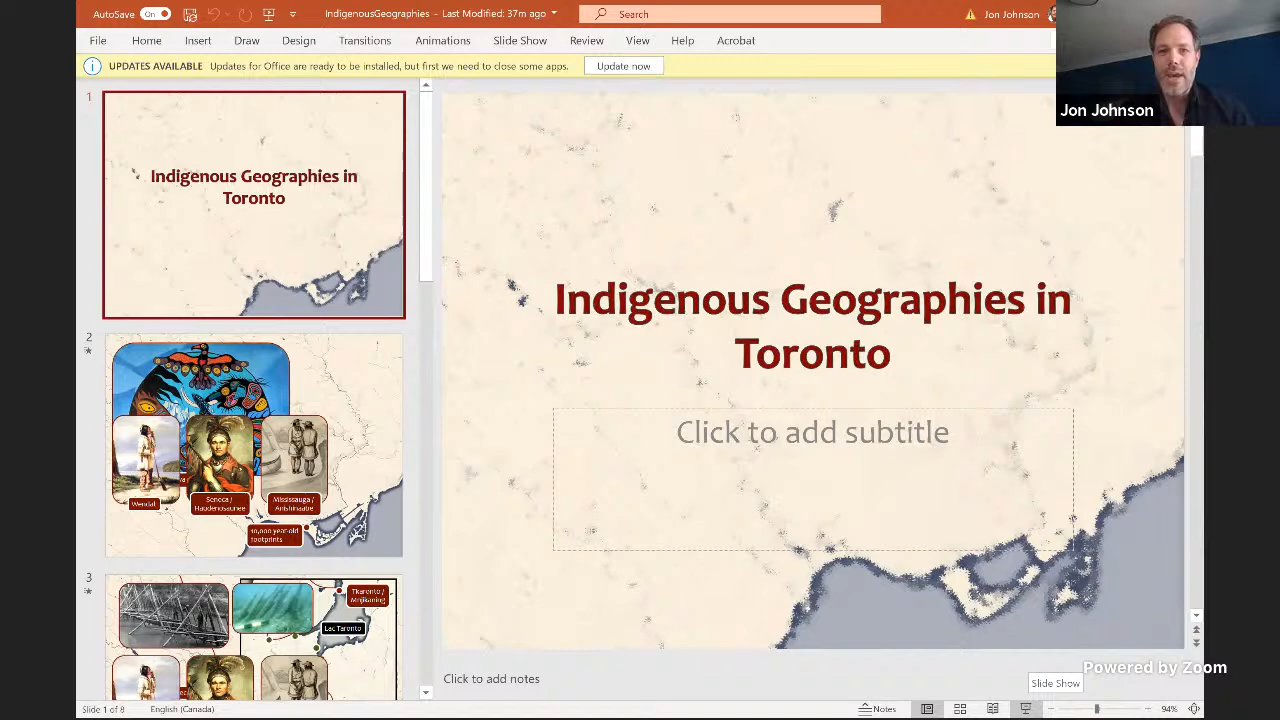 AutoSave On IndigenousGeographies - Last Modified: 37m ago Search Jon Johnson
File Home Insert Draw Design Transitions Animations Slide Show Review View Help Acrobat
UPDATES AVAILABLE Updates for Office are ready to be installed, but first we need to close some apps. Update now
Jon Johnson
1
Indigenous Geographies in
Toronto
2
Wendat
Seneca /
Haudenosaunee
Mississauga /
Anishinaabe
10,000 year-old
footprints
3
Tkaronto /
Mnjikaning
Lac Taronto
Indigenous Geographies in
Toronto
Click to add subtitle
Click to add notes
Powered by Zoom
Slide Show
Slide 1 of 8 English (Canada) Notes 94%